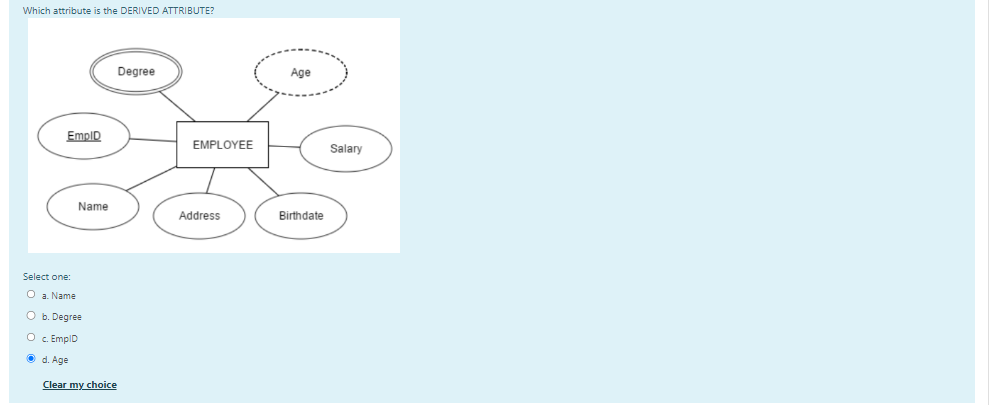 Which attribute is the DERIVED ATTRIBUTE?
Degree
Age
EmpID
EMPLOYEE
Salary
Name
Address
Birthdate
Select one:
a. Name
b. Degree
c. EmpID
d. Age
Clear my choice